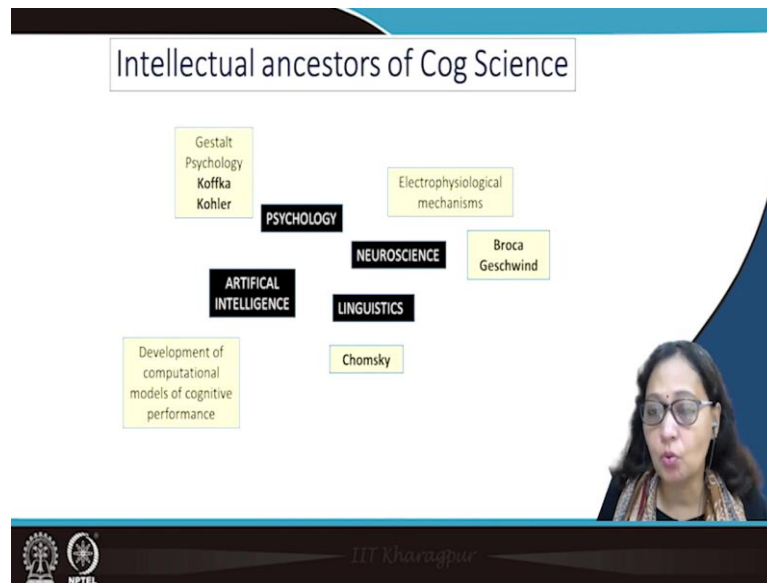 Intellectual ancestors of Cog Science
Gestalt
Psychology
Koffka
Kohler
PSYCHOLOGY
Electrophysiological
mechanisms
NEUROSCIENCE
Broca
Geschwind
ARTIFICAL
INTELLIGENCE
LINGUISTICS
Development of
computational
models of cognitive
performance
Chomsky
IIT Kharagpur
NPTEL